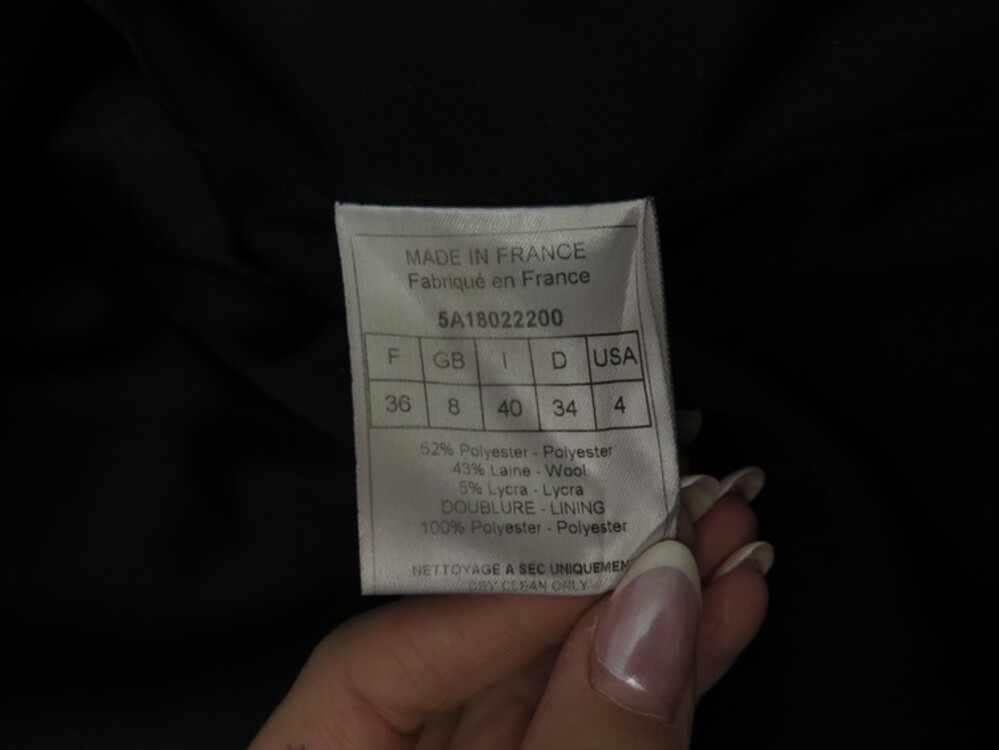 MADE IN FRANCE
Fabriqué en France
5A18022200
F GB I D USA
36 8 40 34 4
52% Polyester - Polyester
43% Laine - Wool
5% Lycra - Lycra
DOUBLURE - LINING
100% Polyester - Polyester
NETTOYAGE A SEC UNIQUEMEN
DRY CLEAN ONLY